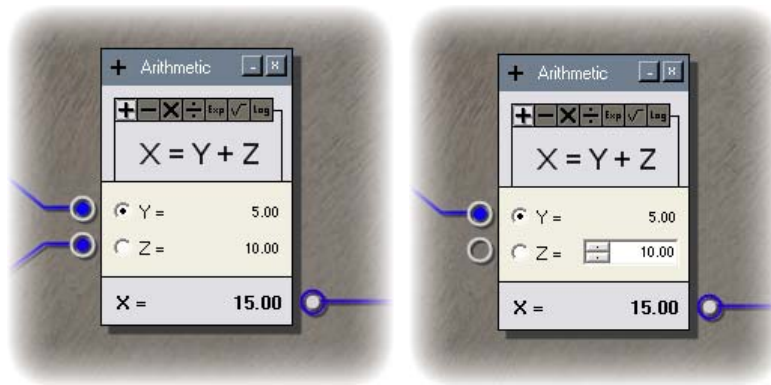 + Arithmetic - x
+ − × ÷ Exp √ Log
X = Y + Z
Y = 5.00
Z = 10.00
X = 15.00
+ Arithmetic - x
+ − × ÷ Exp √ Log
X = Y + Z
Y = 5.00
Z = 10.00
X = 15.00